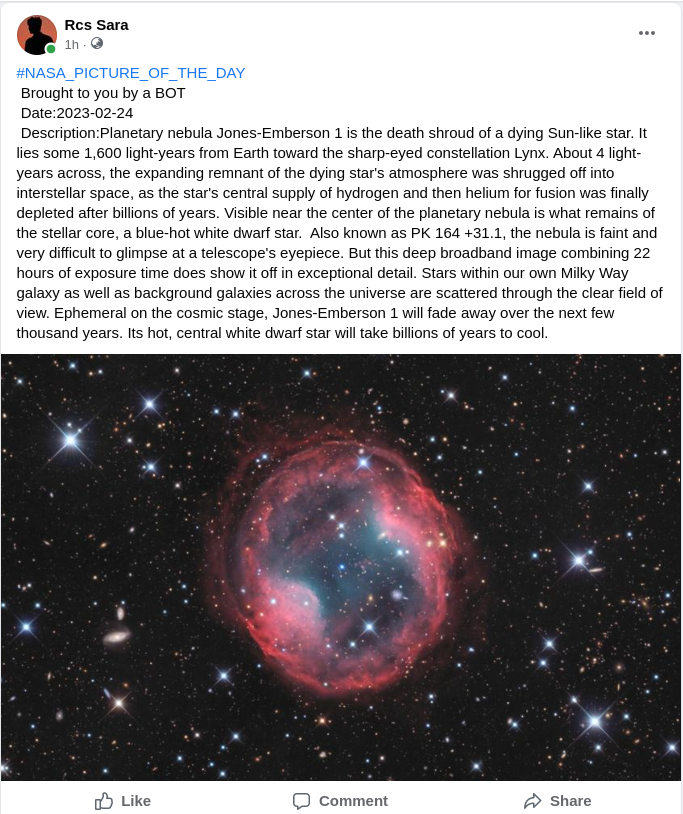 Rcs Sara
1h ·
#NASA_PICTURE_OF_THE_DAY
Brought to you by a BOT
Date:2023-02-24
Description:Planetary nebula Jones-Emberson 1 is the death shroud of a dying Sun-like star. It
lies some 1,600 light-years from Earth toward the sharp-eyed constellation Lynx. About 4 light-
years across, the expanding remnant of the dying star's atmosphere was shrugged off into
interstellar space, as the star's central supply of hydrogen and then helium for fusion was finally
depleted after billions of years. Visible near the center of the planetary nebula is what remains of
the stellar core, a blue-hot white dwarf star.  Also known as PK 164 +31.1, the nebula is faint and
very difficult to glimpse at a telescope's eyepiece. But this deep broadband image combining 22
hours of exposure time does show it off in exceptional detail. Stars within our own Milky Way
galaxy as well as background galaxies across the universe are scattered through the clear field of
view. Ephemeral on the cosmic stage, Jones-Emberson 1 will fade away over the next few
thousand years. Its hot, central white dwarf star will take billions of years to cool.
Like Comment Share